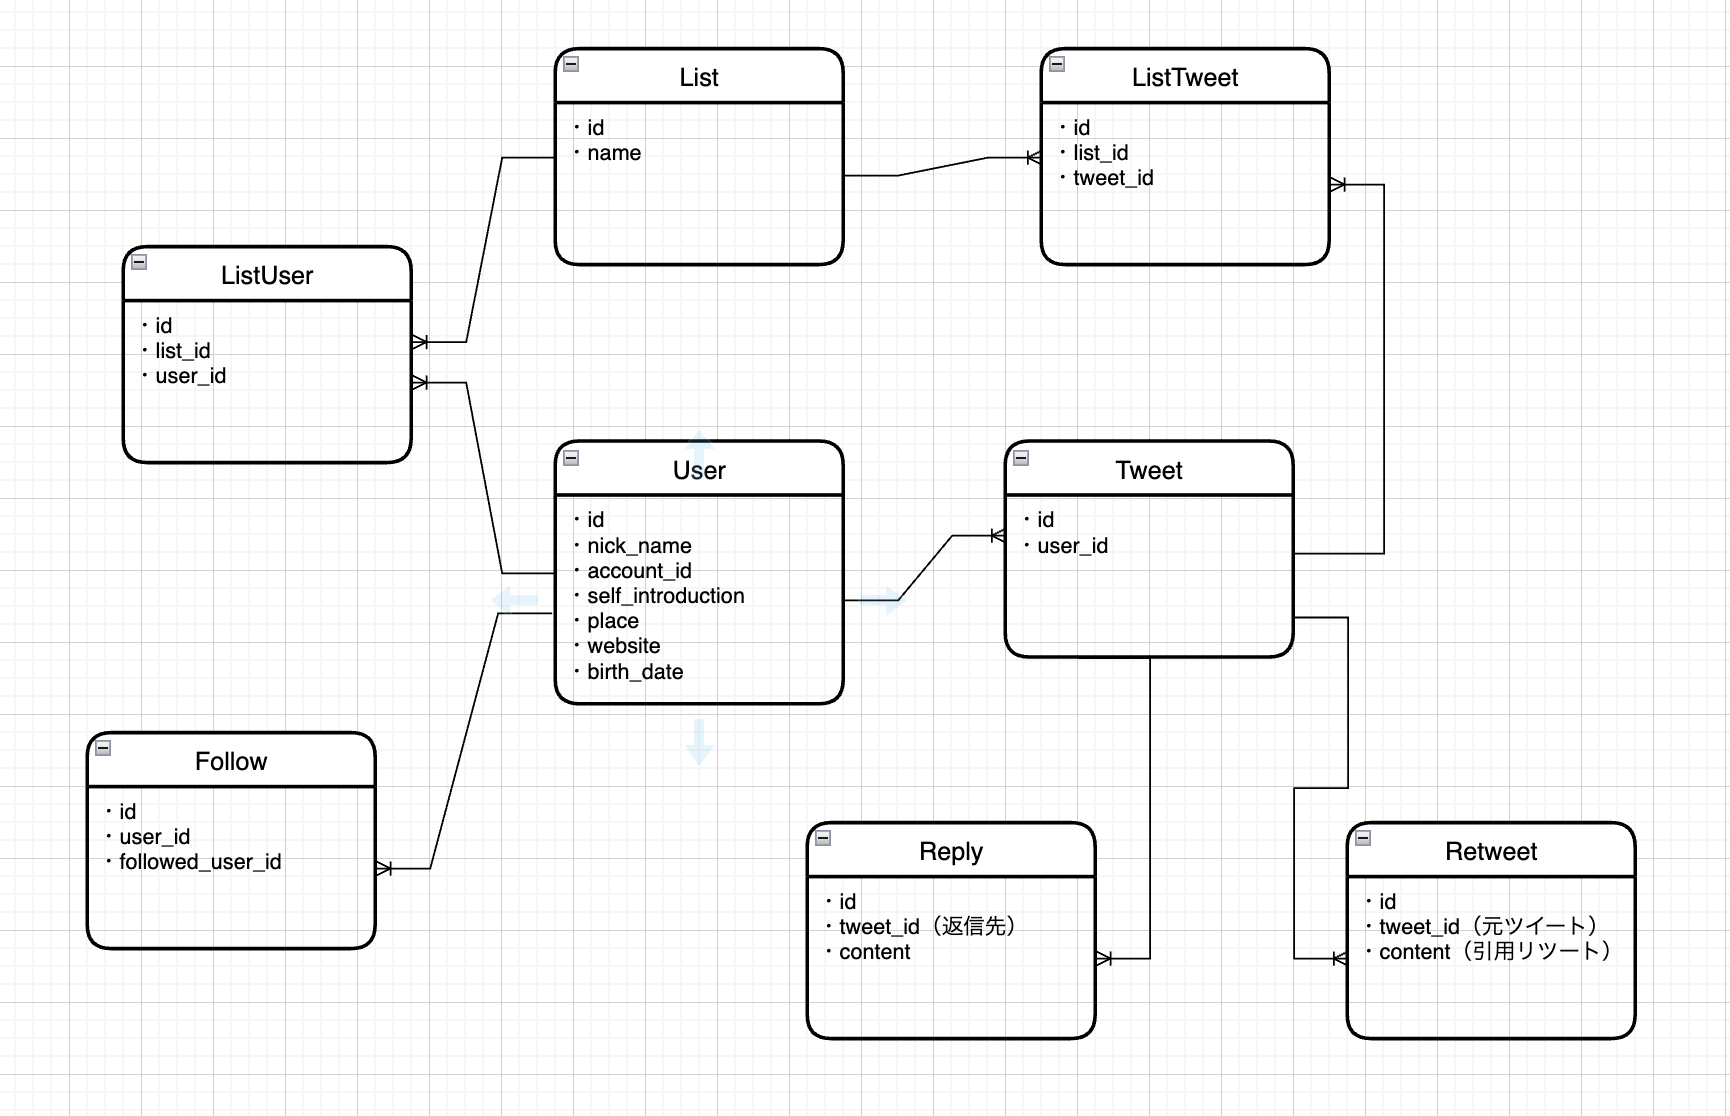 List
・id
・name
ListTweet
・id
・list_id
・tweet_id
ListUser
・id
・list_id
・user_id
User
・id
・nick_name
・account_id
・self_introduction
・place
・website
・birth_date
Tweet
・id
・user_id
Follow
・id
・user_id
・followed_user_id
Reply
・id
・tweet_id（返信先）
・content
Retweet
・id
・tweet_id（元ツイート）
・content（引用リツート）